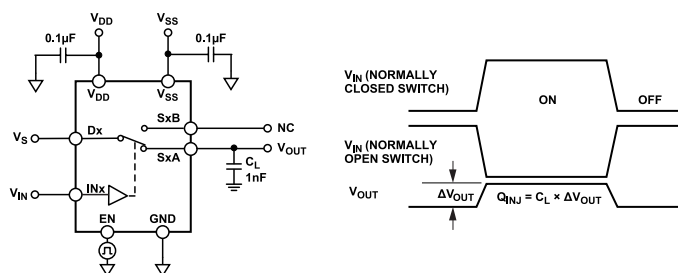 V_DD V_SS
0.1µF 0.1µF
V_DD V_SS
SxB NC
V_S Dx
SxA V_OUT
C_L
1nF
V_IN INx
EN GND
V_IN (NORMALLY
CLOSED SWITCH)
ON OFF
V_IN (NORMALLY
OPEN SWITCH)
V_OUT ΔV_OUT Q_INJ = C_L × ΔV_OUT